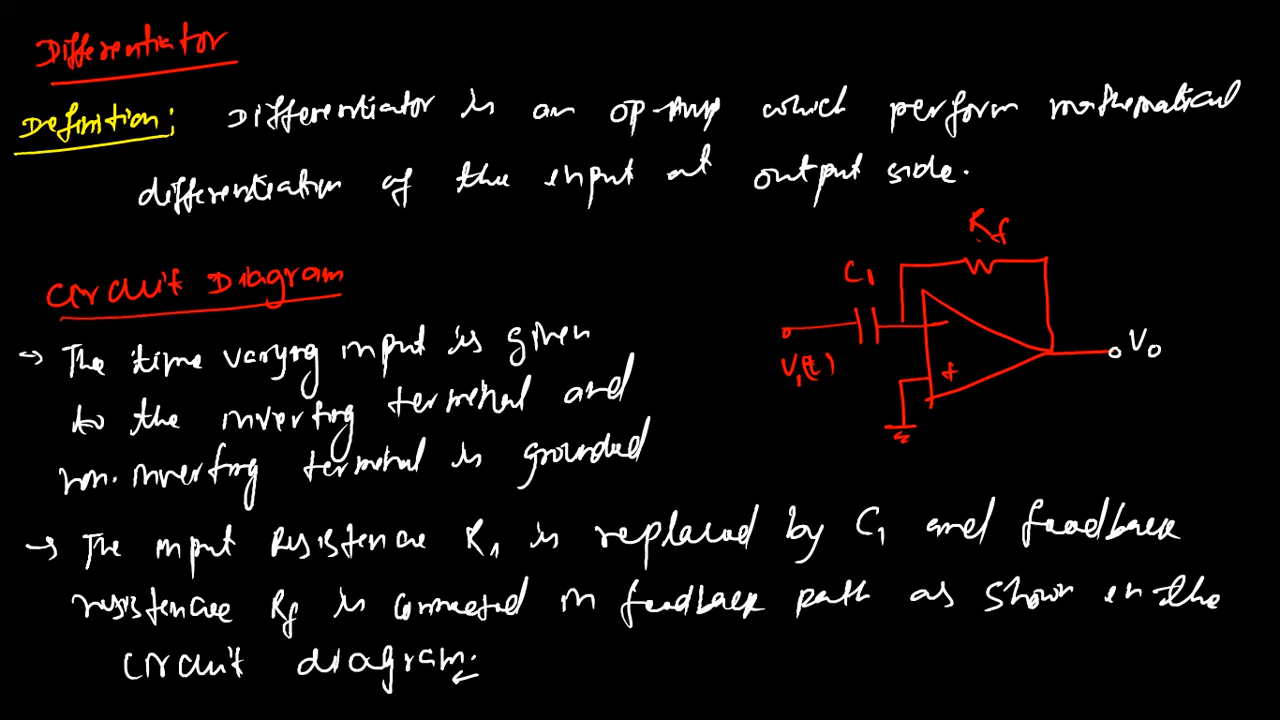 Differentiator
Definition: Differentiator is an OP-Amp which perform mathematical
differentiation of the input at output side.
Circuit Diagram
→ The time varying input is given
to the inverting terminal and
non-inverting terminal is grounded
Rf
C1
V1(t)
+
Vo
→ The input Resistence R1 is replaced by C1 and feedback
resistence Rf is connected in feedback path as shown in the
circuit diagram.